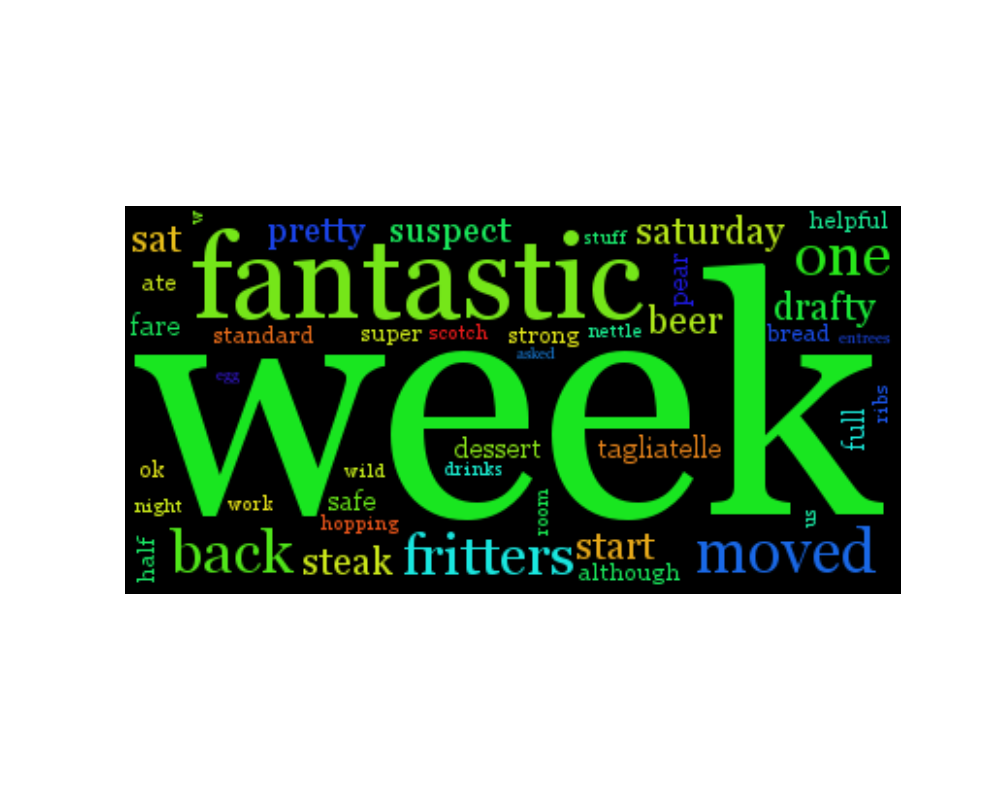 w
sat
pretty
suspect
stuff
saturday
helpful
fantastic
one
ate
pear
drafty
fare
standard
super
scotch
strong
nettle
beer
bread
entrees
asked
week
egg
ribs
full
dessert
tagliatelle
ok
wild
drinks
night
work
safe
room
us
hopping
half
back
steak
fritters
start
although
moved